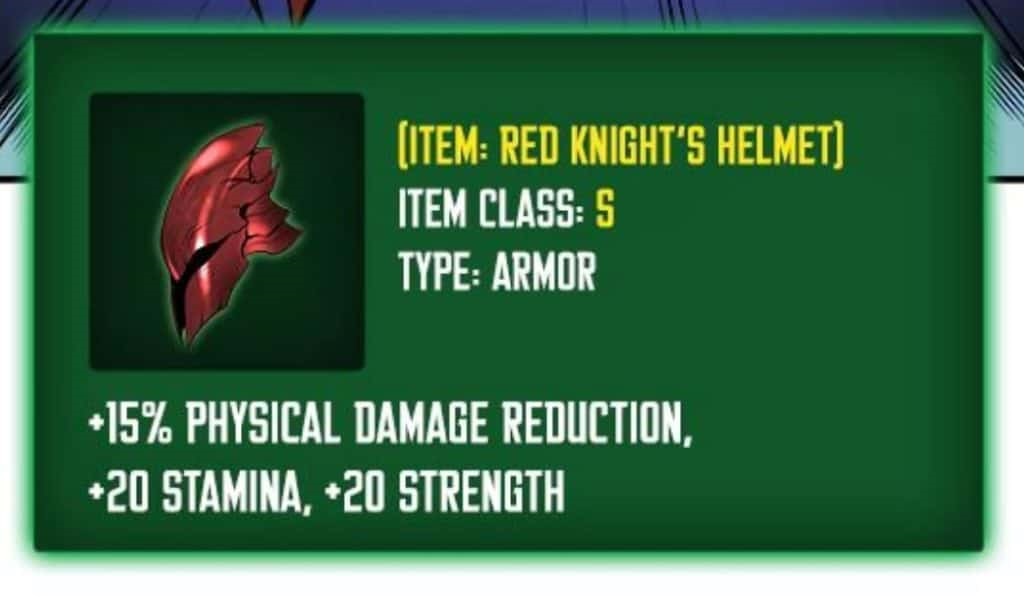 [ITEM: RED KNIGHT'S HELMET]
ITEM CLASS: S
TYPE: ARMOR
+15% PHYSICAL DAMAGE REDUCTION,
+20 STAMINA, +20 STRENGTH